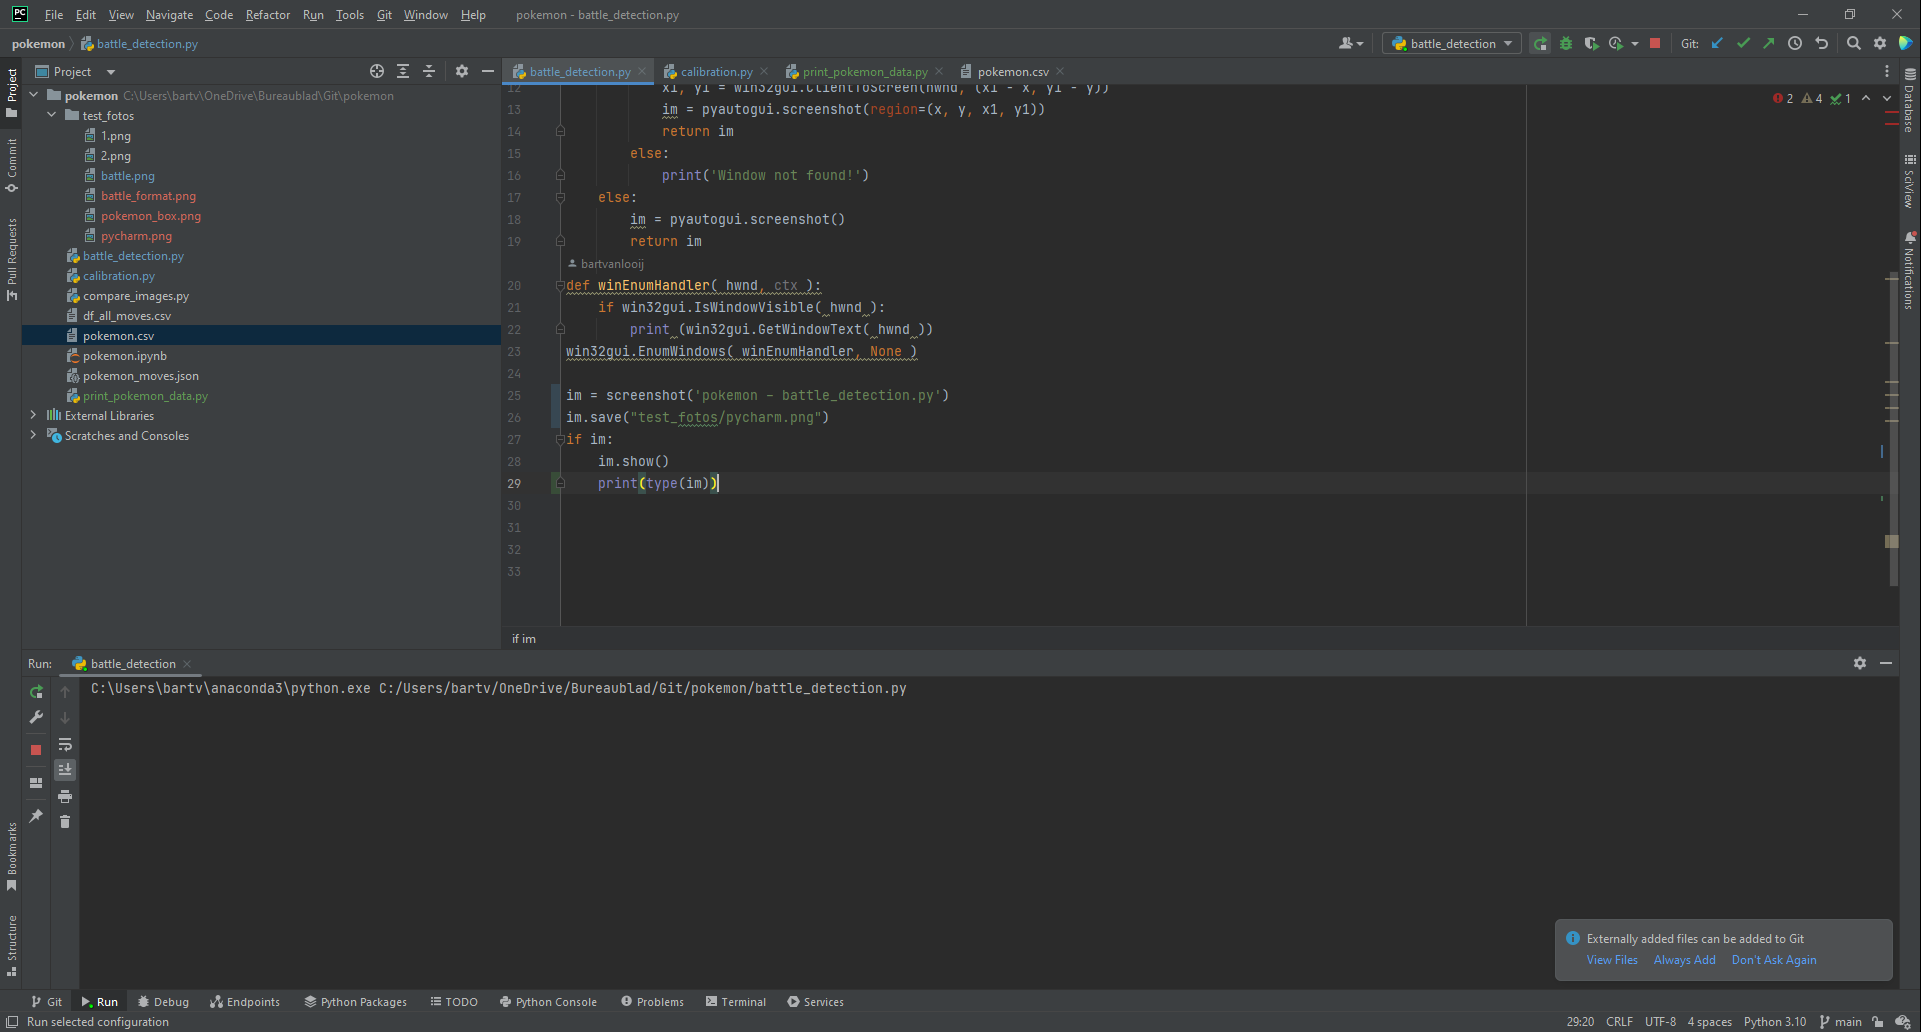 File Edit View Navigate Code Refactor Run Tools Git Window Help pokemon - battle_detection.py
pokemon battle_detection.py
battle_detection
Git:
Project
battle_detection.py calibration.py print_pokemon_data.py pokemon.csv
pokemon C:\Users\bartv\OneDrive\Bureaublad\Git\pokemon
test_fotos
1.png
2.png
battle.png
battle_format.png
pokemon_box.png
pycharm.png
battle_detection.py
calibration.py
compare_images.py
df_all_moves.csv
pokemon.csv
pokemon.ipynb
pokemon_moves.json
print_pokemon_data.py
External Libraries
Scratches and Consoles
2 4 1
12 x1, y1 = win32gui.ClientToScreen(hwnd, (x1 - x, y1 - y))
13 im = pyautogui.screenshot(region=(x, y, x1, y1))
14 return im
15 else:
16 print('Window not found!')
17 else:
18 im = pyautogui.screenshot()
19 return im
bartvanlooij
20 def winEnumHandler( hwnd, ctx ):
21 if win32gui.IsWindowVisible( hwnd ):
22 print (win32gui.GetWindowText( hwnd ))
23 win32gui.EnumWindows( winEnumHandler, None )
24
25 im = screenshot('pokemon - battle_detection.py')
26 im.save("test_fotos/pycharm.png")
27 if im:
28 im.show()
29 print(type(im))
30
31
32
33
if im
Project
Commit
Pull Requests
Bookmarks
Structure
Database
SciView
Notifications
Run: battle_detection
C:\Users\bartv\anaconda3\python.exe C:/Users/bartv/OneDrive/Bureaublad/Git/pokemon/battle_detection.py
Externally added files can be added to Git
View Files Always Add Don't Ask Again
Git Run Debug Endpoints Python Packages TODO Python Console Problems Terminal Services
Run selected configuration
29:20 CRLF UTF-8 4 spaces Python 3.10 main